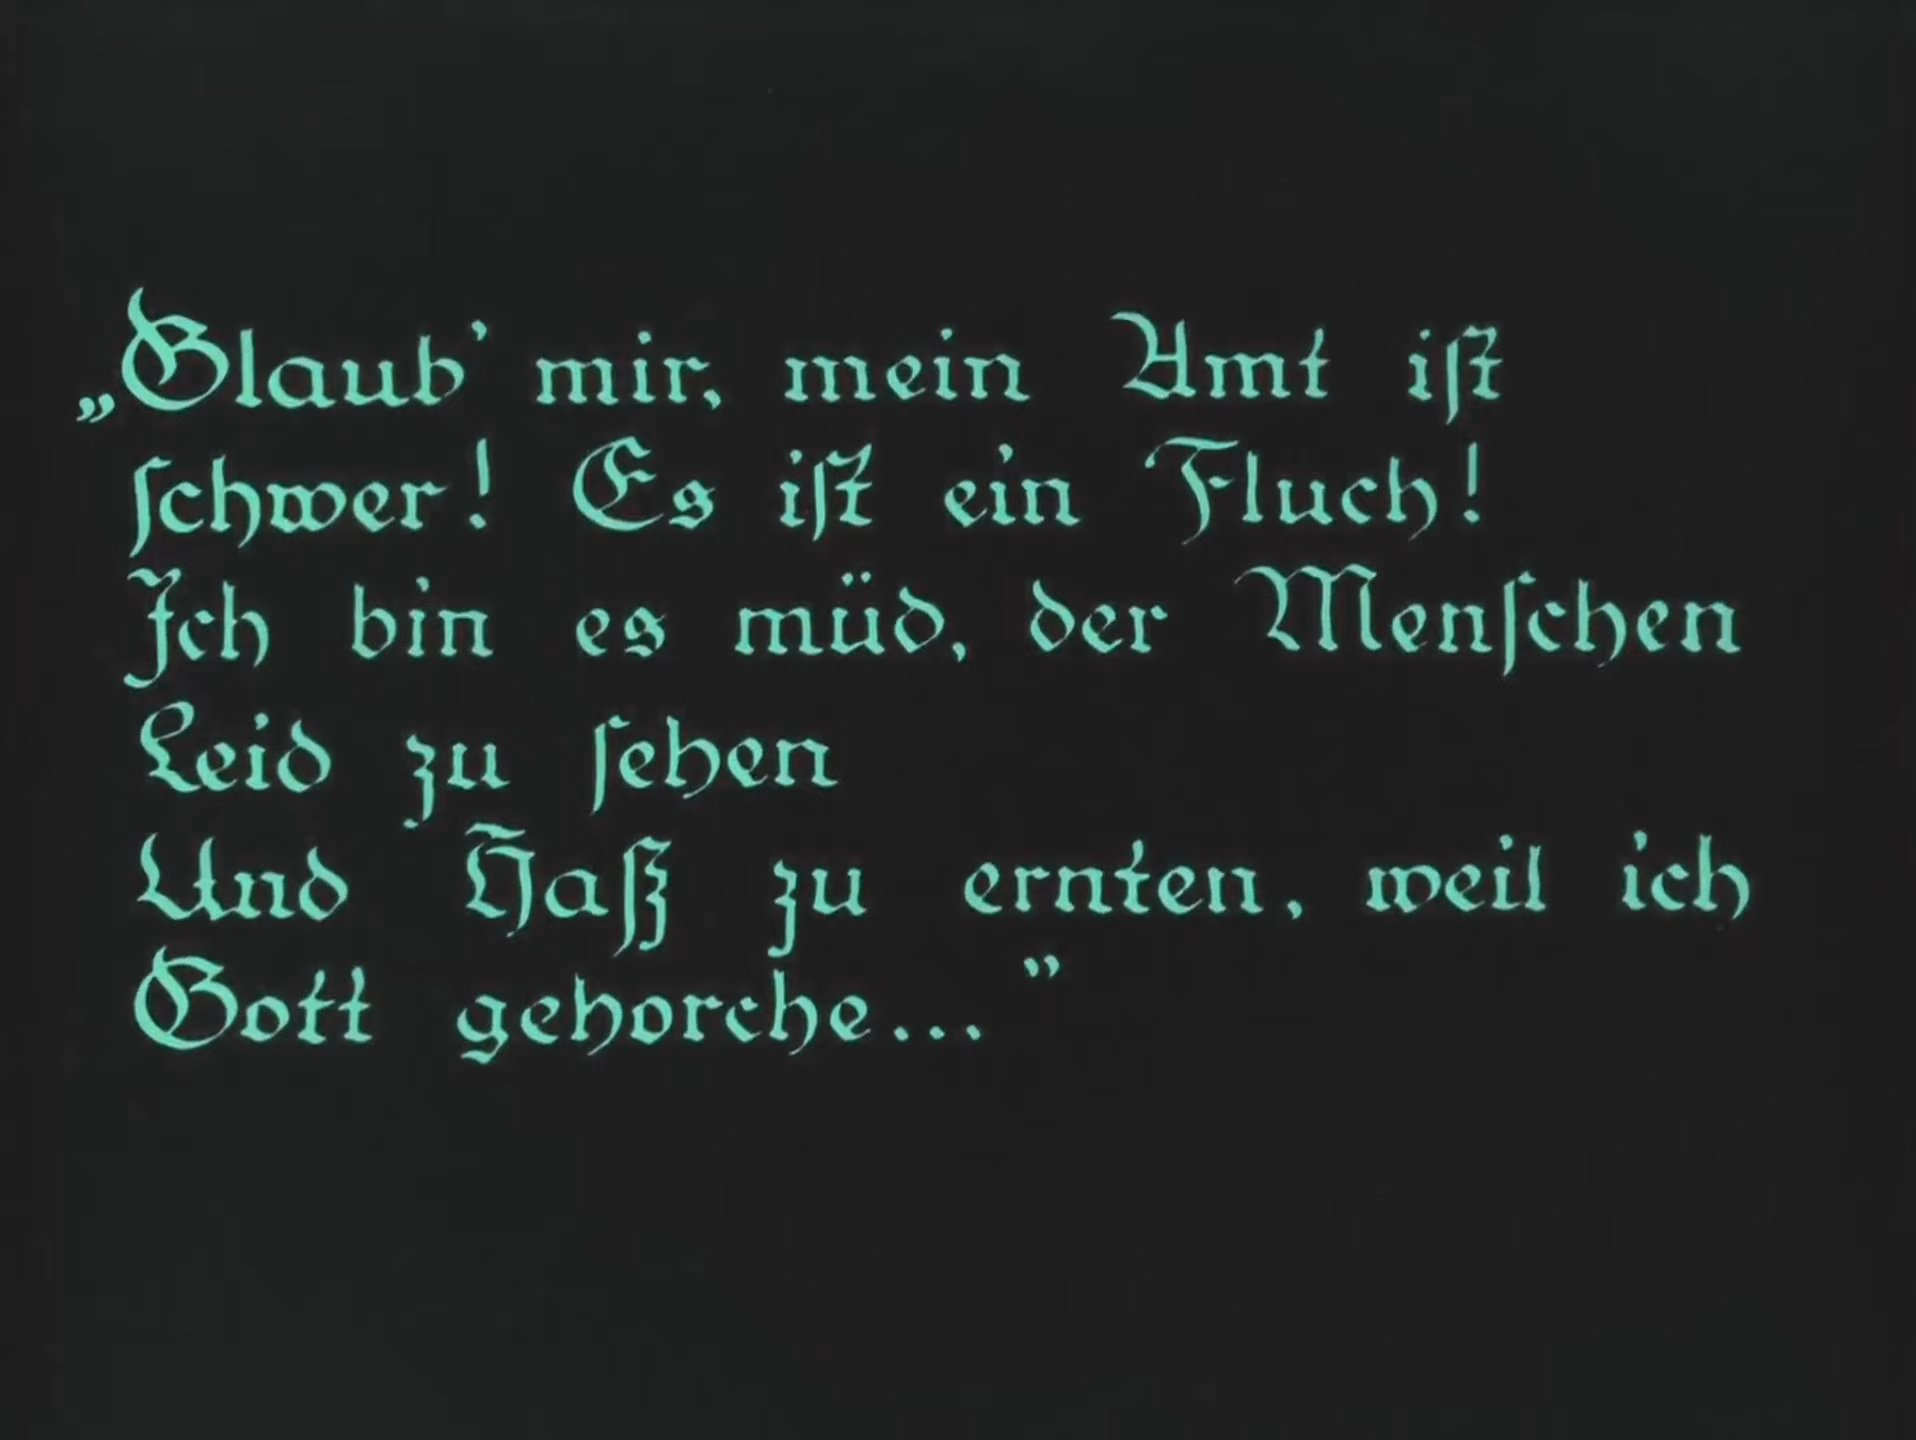 „Glaub’ mir, mein Amt iſt
ſchwer! Es iſt ein Fluch!
Ich bin es müd, der Menſchen
Leid zu ſehen
Und Haß zu ernten, weil ich
Gott gehorche...”